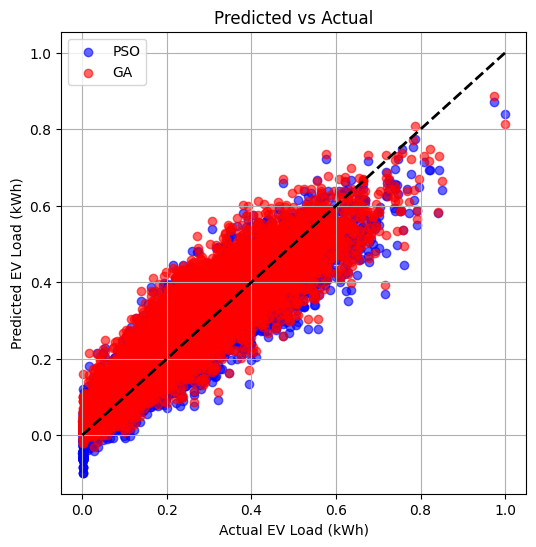 Predicted vs Actual
PSO
GA
1.0
0.8
0.6
0.4
0.2
0.0
Predicted EV Load (kWh)
0.0 0.2 0.4 0.6 0.8 1.0
Actual EV Load (kWh)